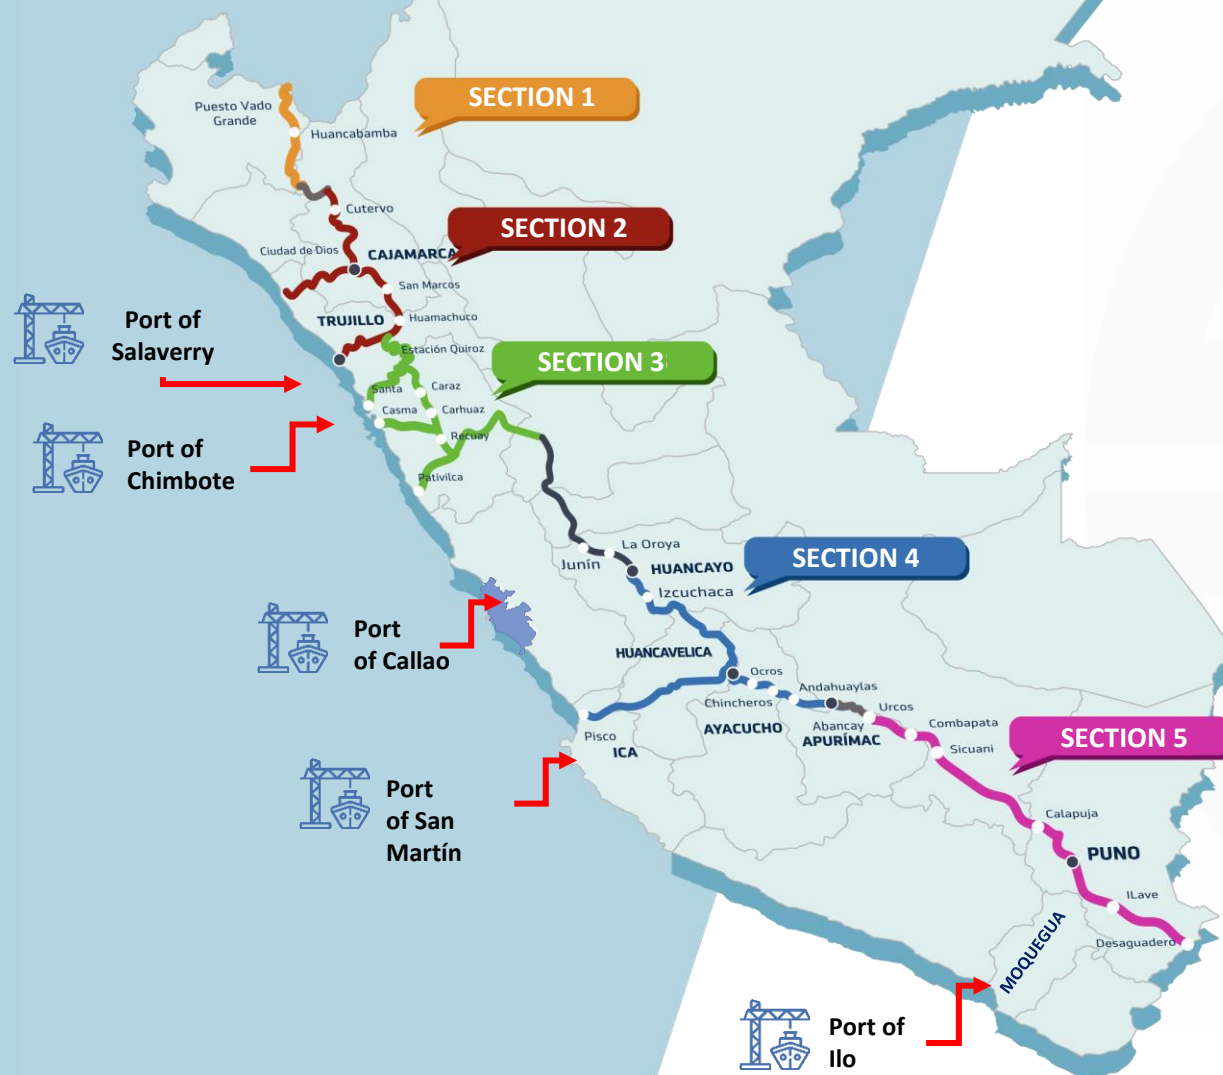 SECTION 1
Puesto Vado
Grande
Huancabamba
Cutervo
SECTION 2
Ciudad de Dios
CAJAMARCA
San Marcos
Port of
Salaverry
TRUJILLO
Huamachuco
Estación Quiroz
SECTION 3
Santa
Caraz
Casma
Carhuaz
Recuay
Port of
Chimbote
Pativilca
La Oroya
Junín
HUANCAYO
SECTION 4
Izcuchaca
Port
of Callao
HUANCAVELICA
Ocros
Andahuaylas
Chincheros
Urcos
Abancay
AYACUCHO
APURÍMAC
Combapata
Sicuani
SECTION 5
Pisco
ICA
Port
of San
Martín
Calapuja
PUNO
ILave
Desaguadero
MOQUEGUA
Port of
Ilo